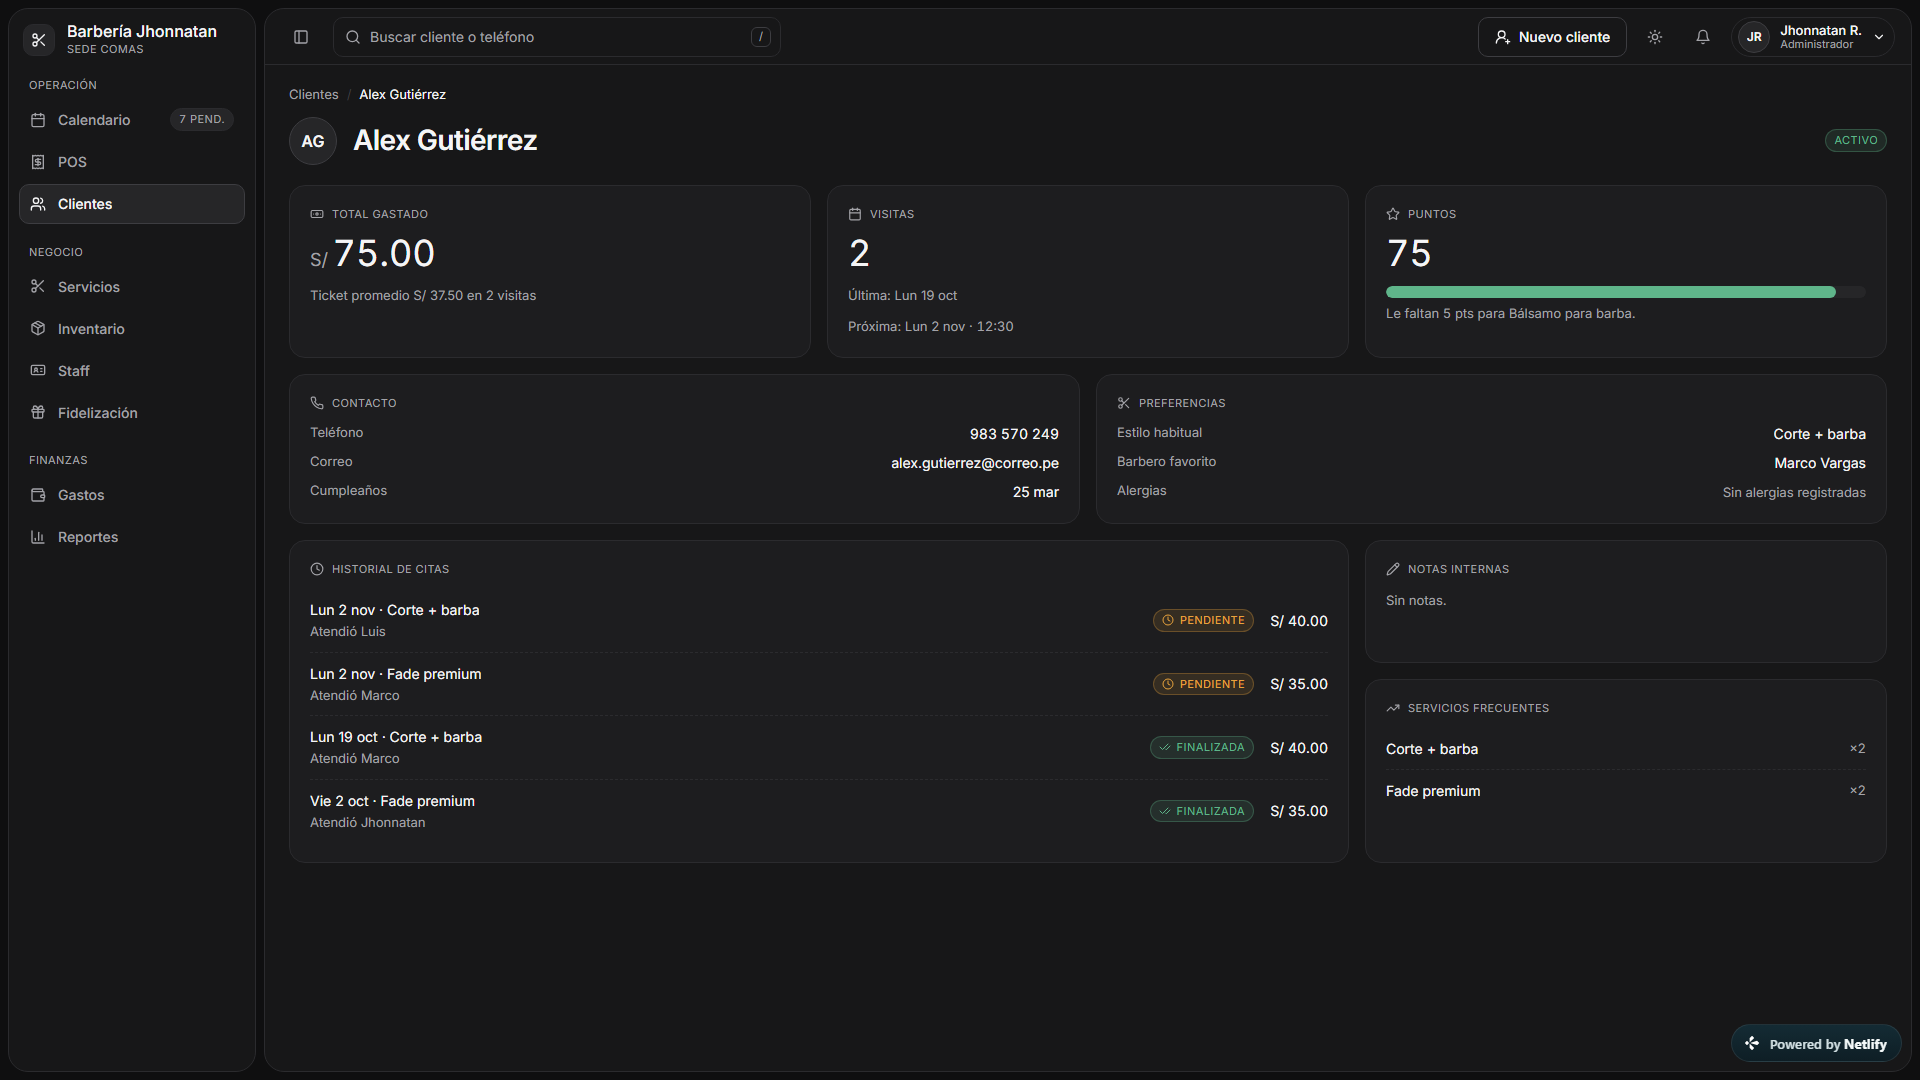 Barbería Jhonnatan
SEDE COMAS
OPERACIÓN
Calendario
7 PEND.
POS
Clientes
NEGOCIO
Servicios
Inventario
Staff
Fidelización
FINANZAS
Gastos
Reportes
Buscar cliente o teléfono
/
Nuevo cliente
JR
Jhonnatan R.
Administrador
Clientes / Alex Gutiérrez
AG
Alex Gutiérrez
ACTIVO
TOTAL GASTADO
S/ 75.00
Ticket promedio S/ 37.50 en 2 visitas
VISITAS
2
Última: Lun 19 oct
Próxima: Lun 2 nov · 12:30
PUNTOS
75
Le faltan 5 pts para Bálsamo para barba.
CONTACTO
Teléfono 983 570 249
Correo alex.gutierrez@correo.pe
Cumpleaños 25 mar
PREFERENCIAS
Estilo habitual Corte + barba
Barbero favorito Marco Vargas
Alergias Sin alergias registradas
HISTORIAL DE CITAS
Lun 2 nov · Corte + barba
Atendió Luis
PENDIENTE S/ 40.00
Lun 2 nov · Fade premium
Atendió Marco
PENDIENTE S/ 35.00
Lun 19 oct · Corte + barba
Atendió Marco
FINALIZADA S/ 40.00
Vie 2 oct · Fade premium
Atendió Jhonnatan
FINALIZADA S/ 35.00
NOTAS INTERNAS
Sin notas.
SERVICIOS FRECUENTES
Corte + barba ×2
Fade premium ×2
Powered by Netlify